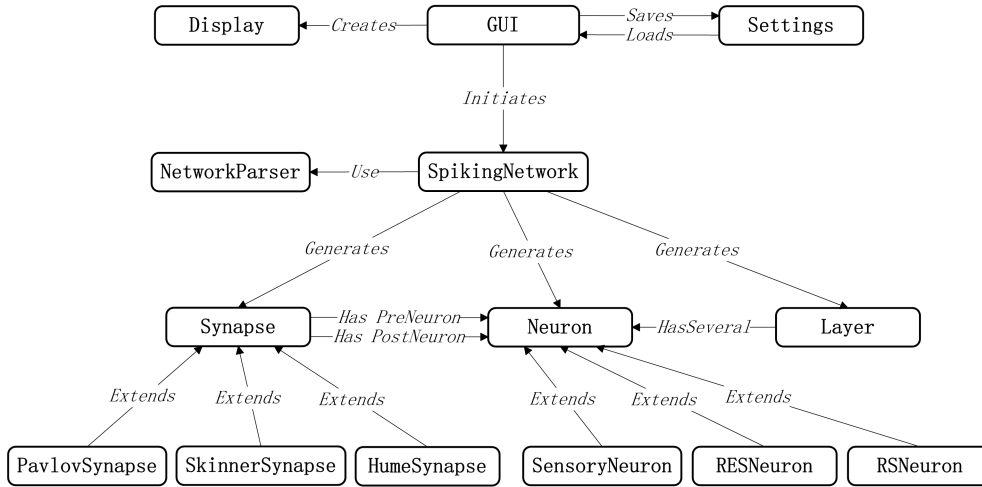 Display
Creates
GUI
Saves
Loads
Settings
Initiates
NetworkParser
Use
SpikingNetwork
Generates
Generates
Generates
Synapse
Has PreNeuron
Has PostNeuron
Neuron
HasSeveral
Layer
Extends
Extends
Extends
Extends
Extends
Extends
PavlovSynapse
SkinnerSynapse
HumeSynapse
SensoryNeuron
RESNeuron
RSNeuron